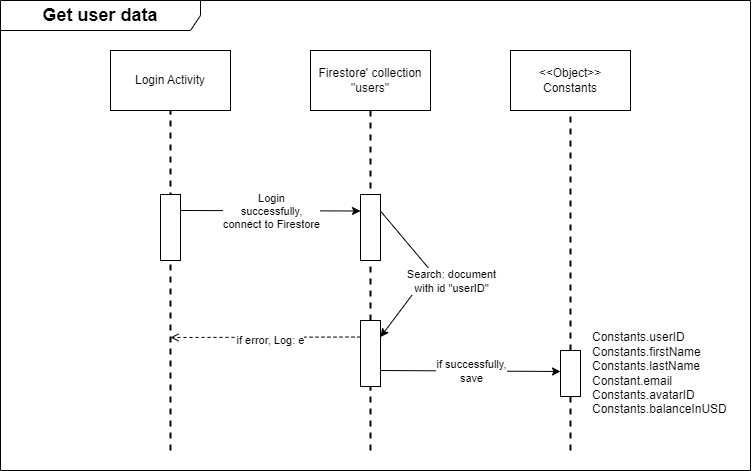 Get user data
Login Activity
Firestore' collection
"users"
<<Object>>
Constants
Login
successfully,
connect to Firestore
Search: document
with id "userID"
if error, Log: e
if successfully,
save
Constants.userID
Constants.firstName
Constants.lastName
Constant.email
Constants.avatarID
Constants.balanceInUSD